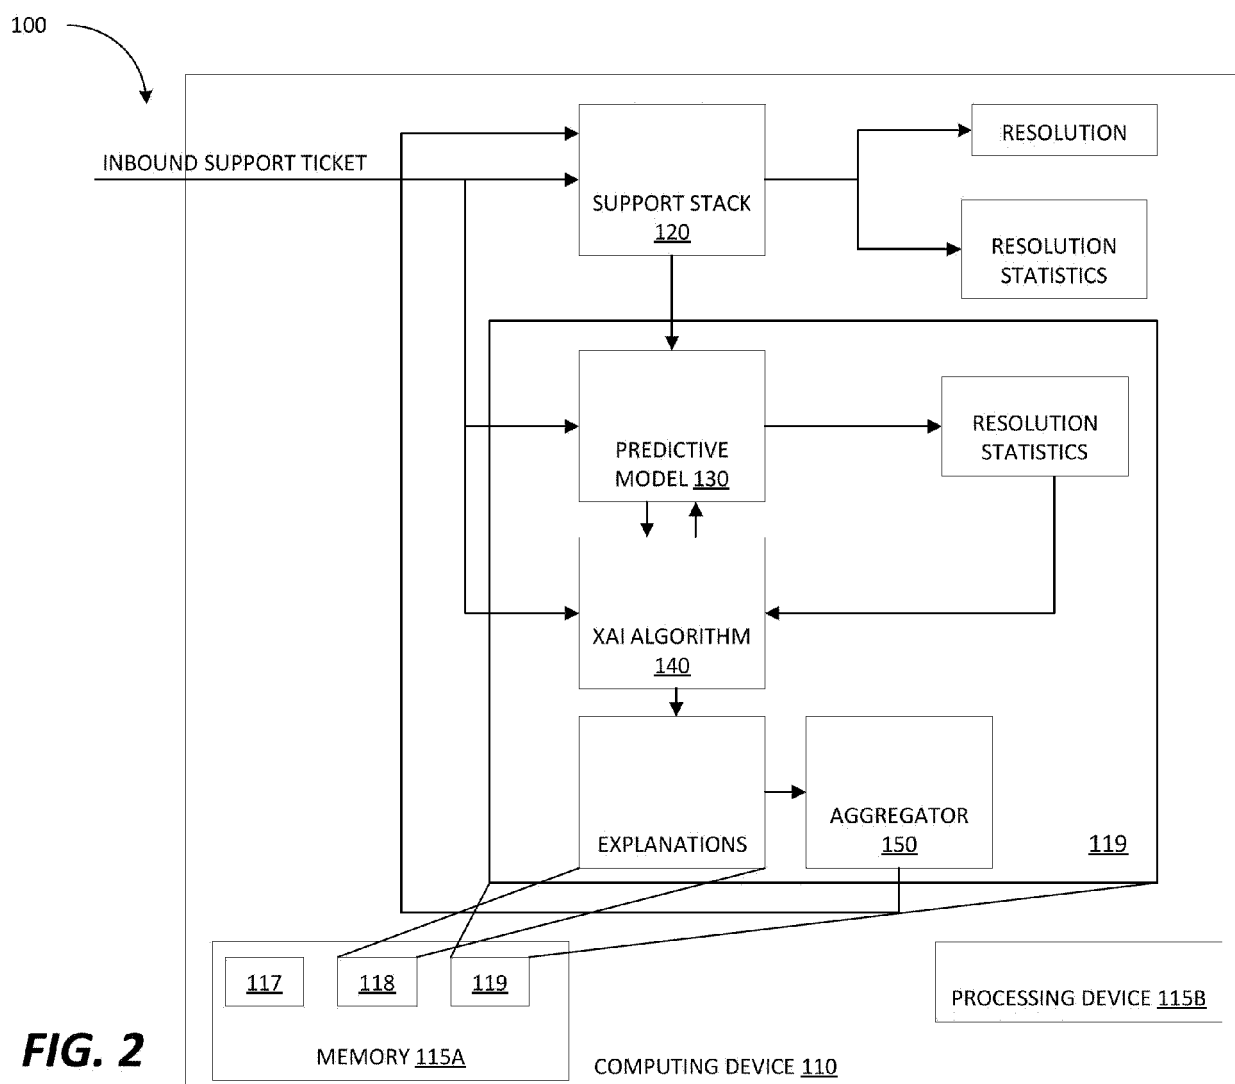 100
INBOUND SUPPORT TICKET
SUPPORT STACK
120
RESOLUTION
RESOLUTION
STATISTICS
PREDICTIVE
MODEL 130
RESOLUTION
STATISTICS
XAI ALGORITHM
140
EXPLANATIONS
AGGREGATOR
150
119
117
118
119
MEMORY 115A
PROCESSING DEVICE 115B
COMPUTING DEVICE 110
FIG. 2